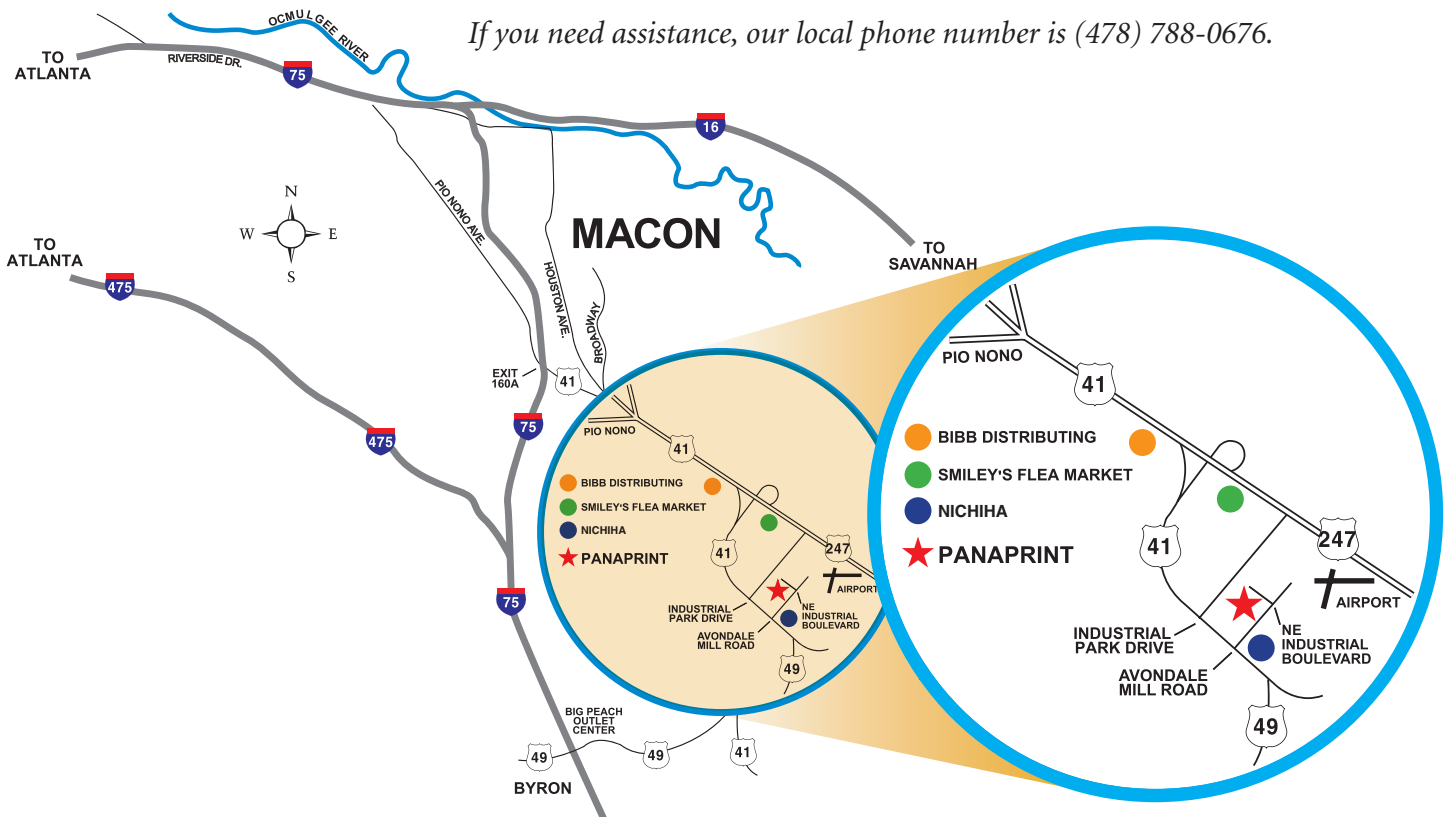 If you need assistance, our local phone number is (478) 788-0676.
OCMULGEE RIVER
TO
ATLANTA
RIVERSIDE DR.
75
16
N
W E
S
PIO NONO AVE.
MACON
TO
SAVANNAH
TO
ATLANTA
475
HOUSTON AVE.
BROADWAY
EXIT
160A
41
475
75
75
PIO NONO
41
BIBB DISTRIBUTING
SMILEY'S FLEA MARKET
NICHIHA
PANAPRINT
41
247
AIRPORT
INDUSTRIAL
PARK DRIVE
NE
INDUSTRIAL
BOULEVARD
AVONDALE
MILL ROAD
49
BIG PEACH
OUTLET
CENTER
49
49
41
BYRON
PIO NONO
41
BIBB DISTRIBUTING
SMILEY'S FLEA MARKET
NICHIHA
PANAPRINT
41
247
AIRPORT
INDUSTRIAL
PARK DRIVE
NE
INDUSTRIAL
BOULEVARD
AVONDALE
MILL ROAD
49